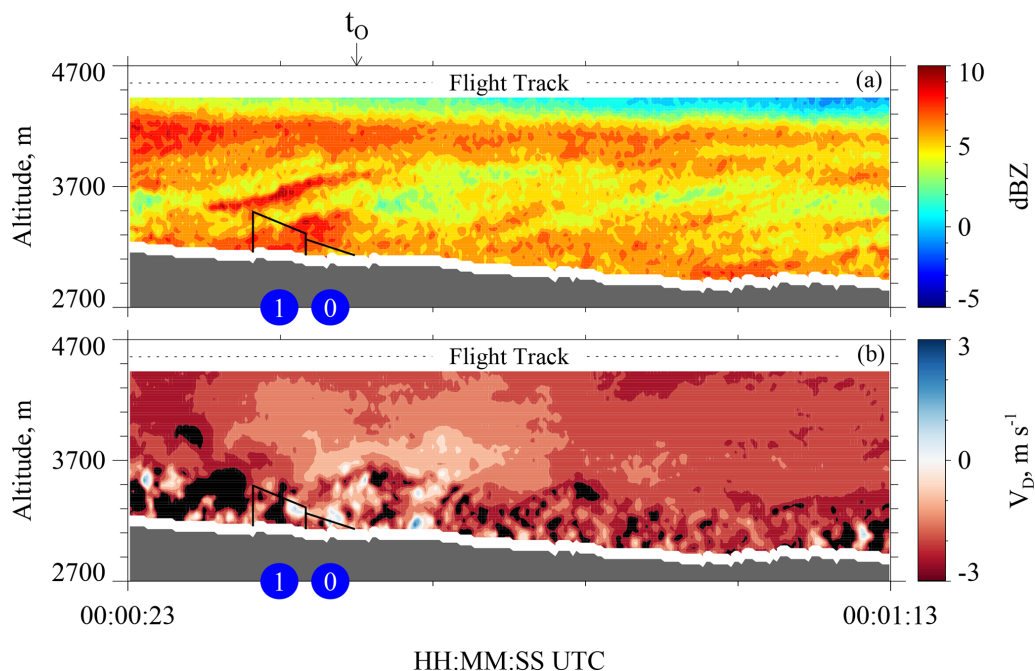 t_O
4700
Flight Track
(a)
10
3700
5
Altitude, m
dBZ
0
2700
-5
1 0
4700
Flight Track
(b)
3
3700
0
Altitude, m
V_D, m s^-1
2700
-3
1 0
00:00:23
00:01:13
HH:MM:SS UTC